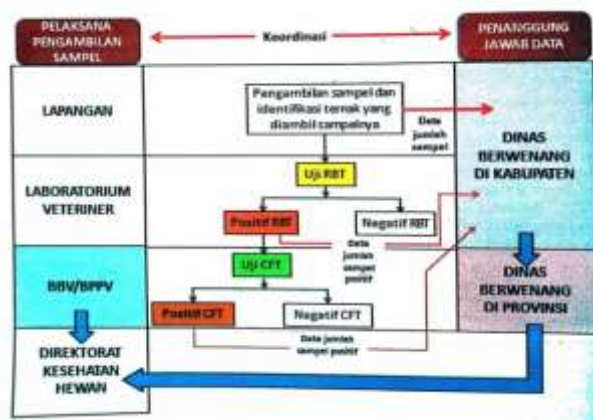 PELAKSANA
PENGAMBILAN
SAMPEL
Koordinasi
PENANGGUNG
JAWAB DATA
LAPANGAN
Pengambilan sampel dan
identifikasi ternak yang
diambil sampelnya
Data
jumlah
sampel
DINAS
BERWENANG
DI KABUPATEN
LABORATORIUM
VETERINER
Uji RBT
Positif RBT
Negatif RBT
Data
jumlah
sampel
positif
BBV/BPPV
Uji CFT
Positif CFT
Negatif CFT
DINAS
BERWENANG
DI PROVINSI
Data jumlah
sampel positif
DIREKTORAT
KESEHATAN
HEWAN